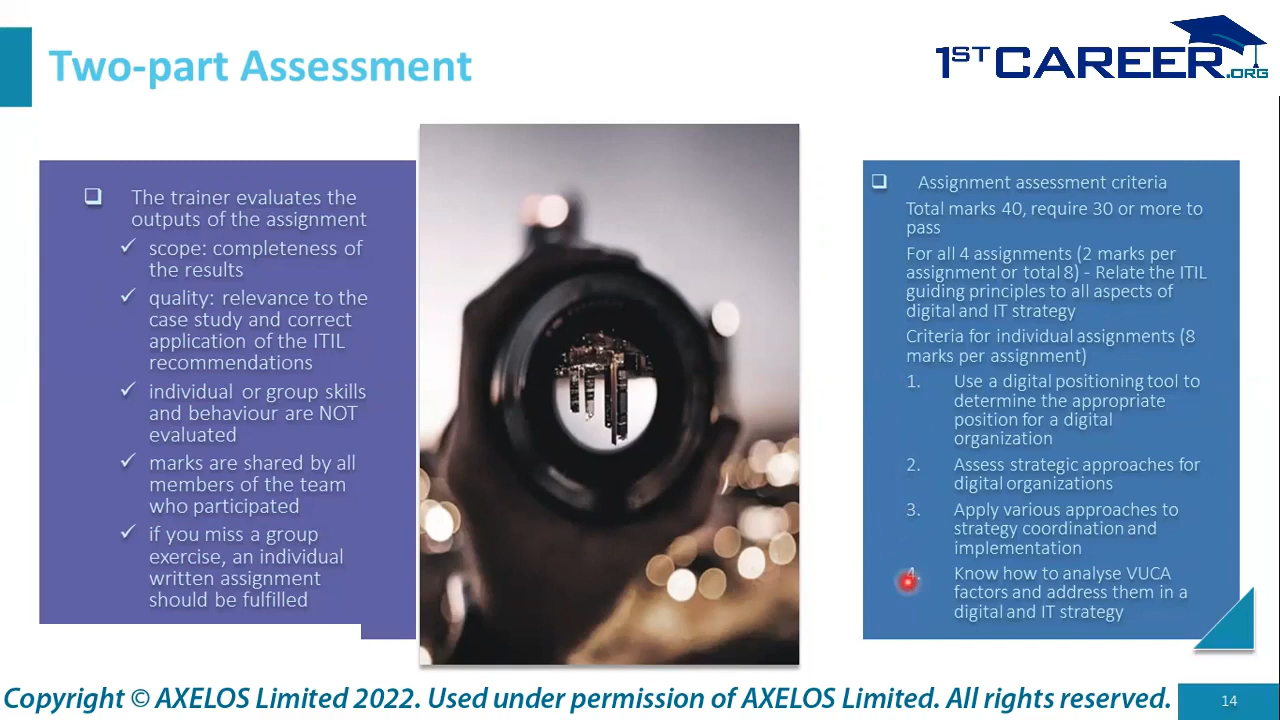 Two-part Assessment
1ST CAREER.ORG
The trainer evaluates the
outputs of the assignment
scope: completeness of
the results
quality: relevance to the
case study and correct
application of the ITIL
recommendations
individual or group skills
and behaviour are NOT
evaluated
marks are shared by all
members of the team
who participated
if you miss a group
exercise, an individual
written assignment
should be fulfilled
Assignment assessment criteria
Total marks 40, require 30 or more to
pass
For all 4 assignments (2 marks per
assignment or total 8) - Relate the ITIL
guiding principles to all aspects of
digital and IT strategy
Criteria for individual assignments (8
marks per assignment)
1. Use a digital positioning tool to
determine the appropriate
position for a digital
organization
2. Assess strategic approaches for
digital organizations
3. Apply various approaches to
strategy coordination and
implementation
4. Know how to analyse VUCA
factors and address them in a
digital and IT strategy
Copyright © AXELOS Limited 2022. Used under permission of AXELOS Limited. All rights reserved.
14